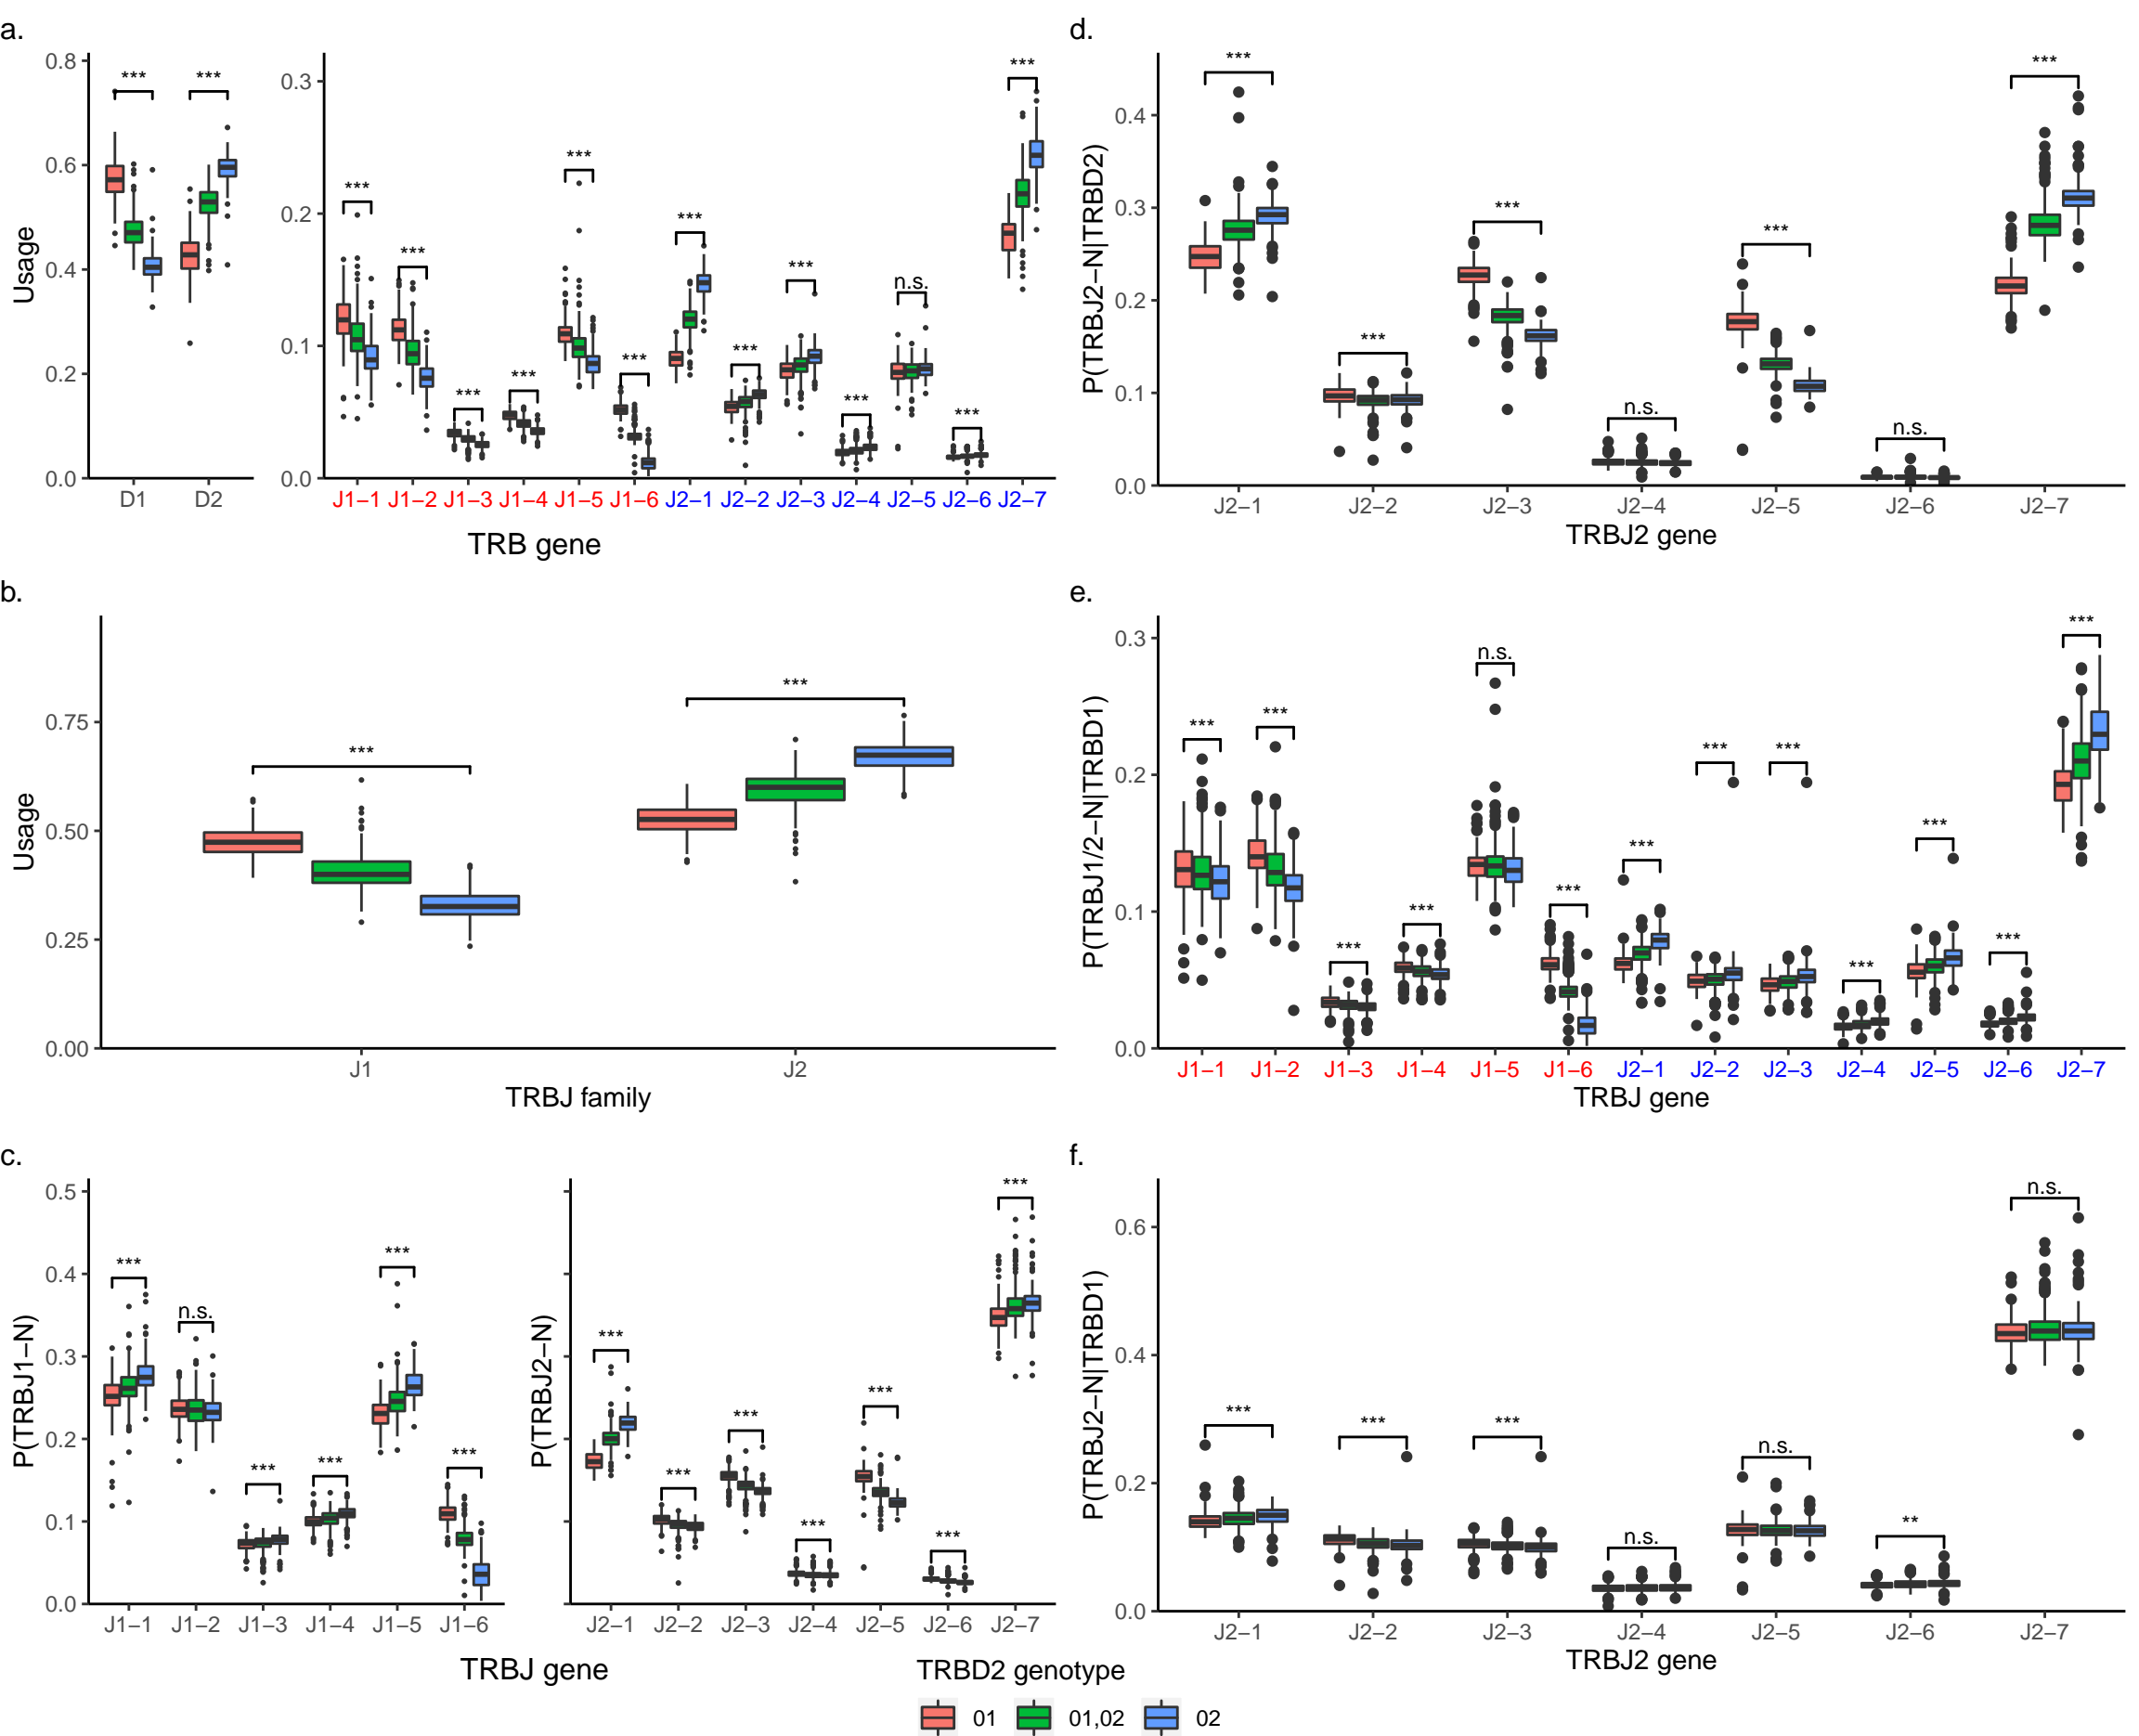 a.
*** *** *** *** *** *** *** *** *** *** *** *** n.s. *** ***
0.8
0.6
0.4
0.2
0.0
0.3
0.2
0.1
0.0
Usage
D1 D2 J1−1 J1−2 J1−3 J1−4 J1−5 J1−6 J2−1 J2−2 J2−3 J2−4 J2−5 J2−6 J2−7
TRB gene
b.
*** ***
0.75
0.50
0.25
0.00
Usage
J1 J2
TRBJ family
c.
*** n.s. *** *** *** ***
0.5
0.4
0.3
0.2
0.1
0.0
P(TRBJ1−N)
J1−1 J1−2 J1−3 J1−4 J1−5 J1−6
*** *** *** *** *** *** ***
P(TRBJ2−N)
J2−1 J2−2 J2−3 J2−4 J2−5 J2−6 J2−7
TRBJ gene
d.
*** *** *** n.s. *** n.s. ***
0.4
0.3
0.2
0.1
0.0
P(TRBJ2−N|TRBD2)
J2−1 J2−2 J2−3 J2−4 J2−5 J2−6 J2−7
TRBJ2 gene
e.
*** *** *** *** n.s. *** *** *** *** *** *** *** ***
0.3
0.2
0.1
0.0
P(TRBJ1/2−N|TRBD1)
J1−1 J1−2 J1−3 J1−4 J1−5 J1−6 J2−1 J2−2 J2−3 J2−4 J2−5 J2−6 J2−7
TRBJ gene
f.
*** *** *** n.s. n.s. ** n.s.
0.6
0.4
0.2
0.0
P(TRBJ2−N|TRBD1)
J2−1 J2−2 J2−3 J2−4 J2−5 J2−6 J2−7
TRBJ2 gene
TRBD2 genotype
01 01,02 02